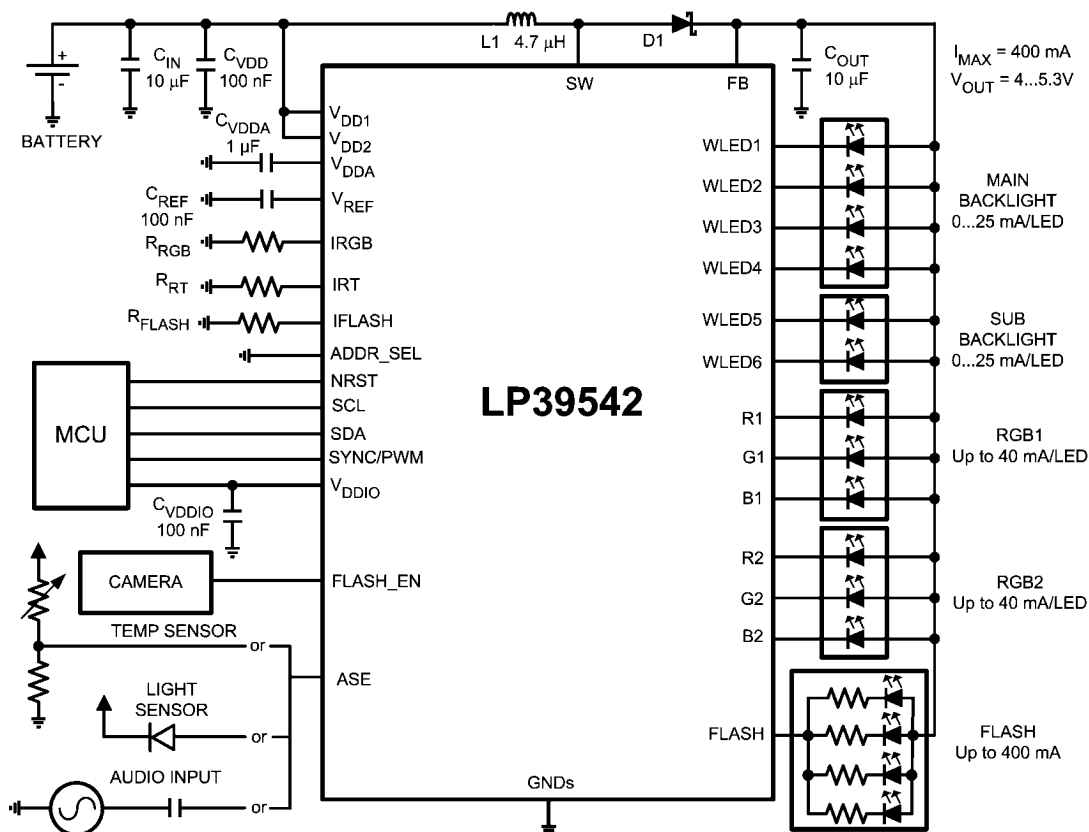 L1 4.7 μH
D1
+
-
BATTERY
C_IN
10 μF
C_VDD
100 nF
SW
FB
C_OUT
10 μF
I_MAX = 400 mA
V_OUT = 4...5.3V
C_VDDA
1 μF
V_DD1
V_DD2
V_DDA
C_REF
100 nF
V_REF
R_RGB
IRGB
R_RT
IRT
R_FLASH
IFLASH
ADDR_SEL
MCU
NRST
SCL
SDA
SYNC/PWM
V_DDIO
C_VDDIO
100 nF
CAMERA
FLASH_EN
TEMP SENSOR
or
ASE
LIGHT
SENSOR
or
AUDIO INPUT
or
LP39542
GNDs
WLED1
WLED2
WLED3
WLED4
MAIN
BACKLIGHT
0...25 mA/LED
WLED5
WLED6
SUB
BACKLIGHT
0...25 mA/LED
R1
G1
B1
RGB1
Up to 40 mA/LED
R2
G2
B2
RGB2
Up to 40 mA/LED
FLASH
FLASH
Up to 400 mA